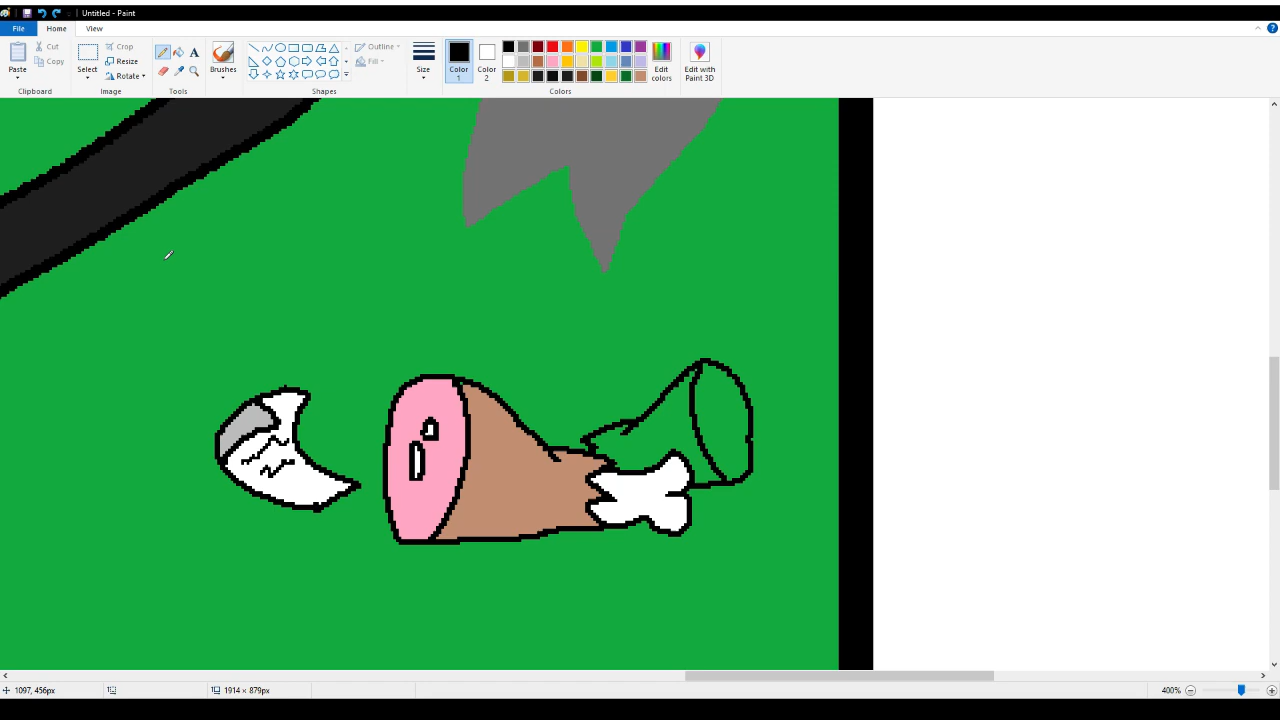 Untitled - Paint
File Home View
Paste
Cut
Copy
Clipboard
Select
Crop
Resize
Rotate
Image
A
Tools
Brushes
Outline
Fill
Shapes
Size
Color 1
Color 2
Edit colors
Edit with Paint 3D
Colors
1097, 456px
1914 × 879px
400%